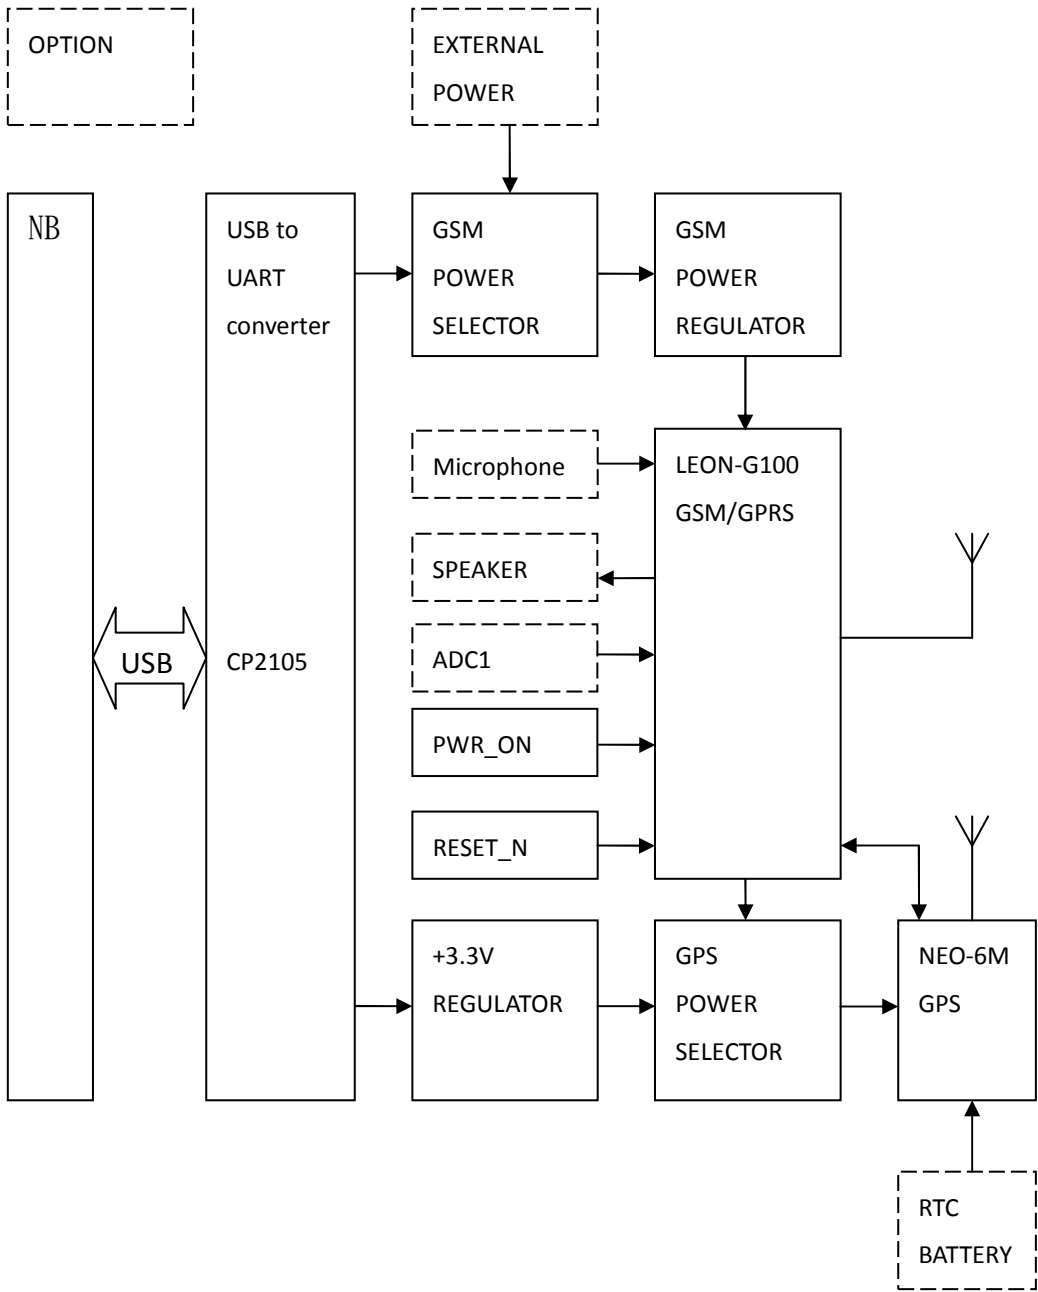 OPTION
EXTERNAL
POWER
NB
USB to
UART
converter
GSM
POWER
SELECTOR
GSM
POWER
REGULATOR
Microphone
LEON-G100
GSM/GPRS
SPEAKER
USB
CP2105
ADC1
PWR_ON
RESET_N
+3.3V
REGULATOR
GPS
POWER
SELECTOR
NEO-6M
GPS
RTC
BATTERY